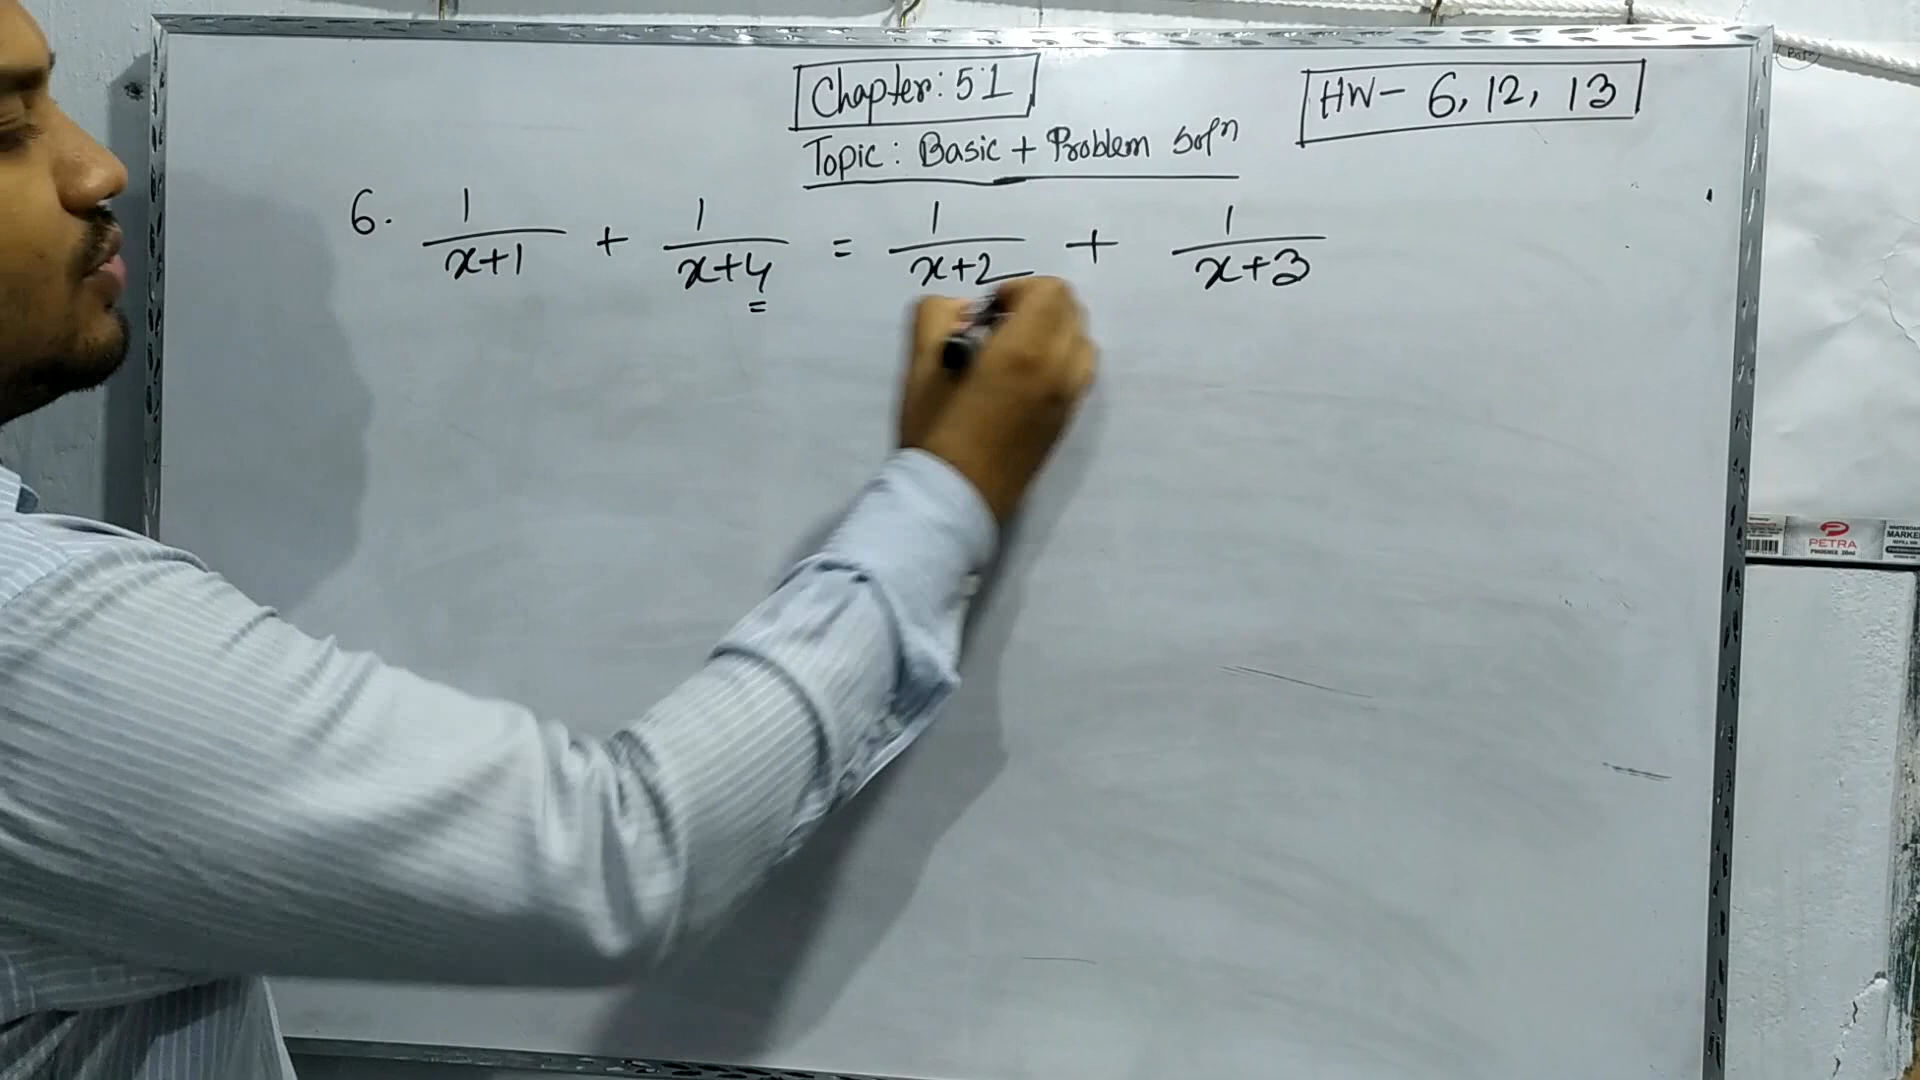 Chapter: 5.1
HW- 6, 12, 13
Topic: Basic + Problem solⁿ
6. 1/(x+1) + 1/(x+4) = 1/(x+2) + 1/(x+3)
PETRA